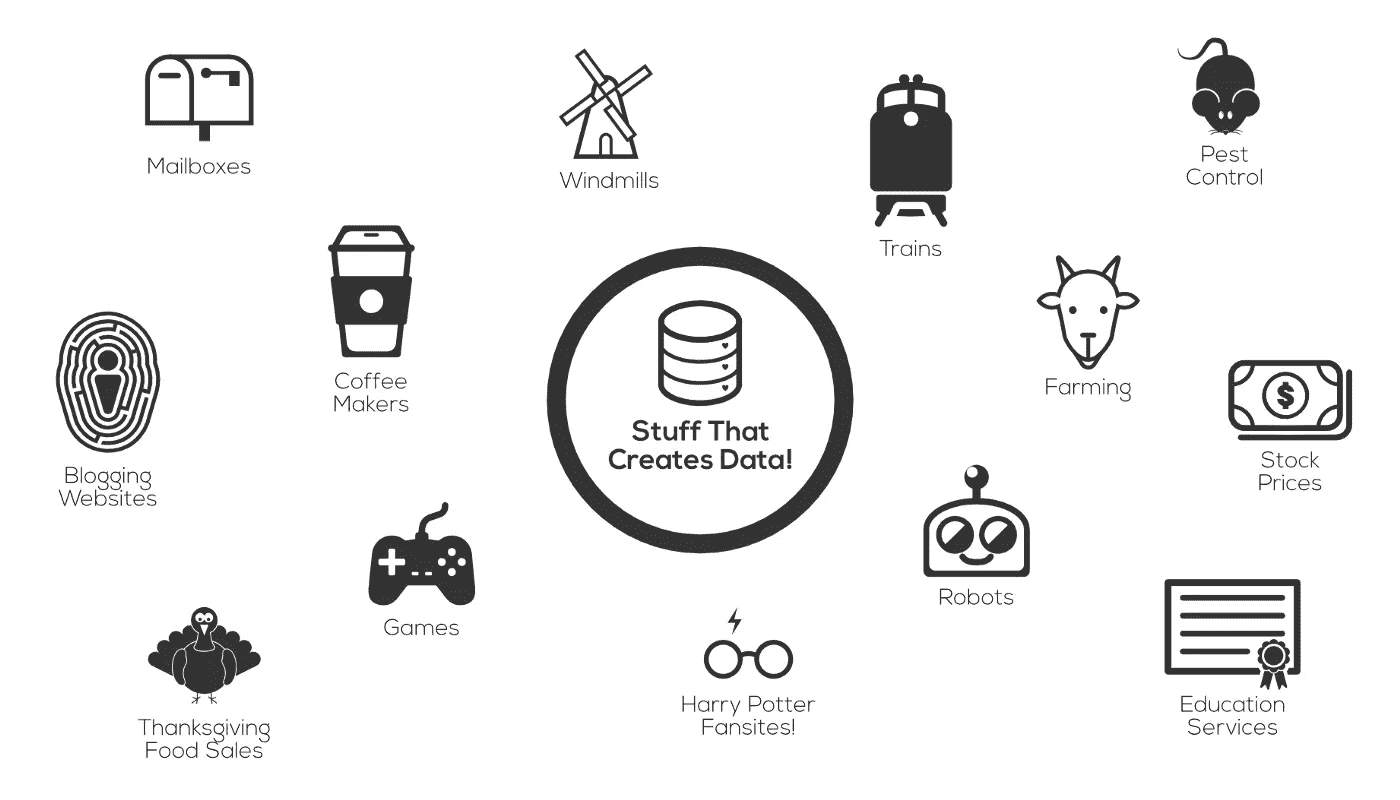 Mailboxes
Windmills
Trains
Pest
Control
Coffee
Makers
Stuff That
Creates Data!
Farming
Blogging
Websites
$
Stock
Prices
Games
Robots
Thanksgiving
Food Sales
Harry Potter
Fansites!
Education
Services